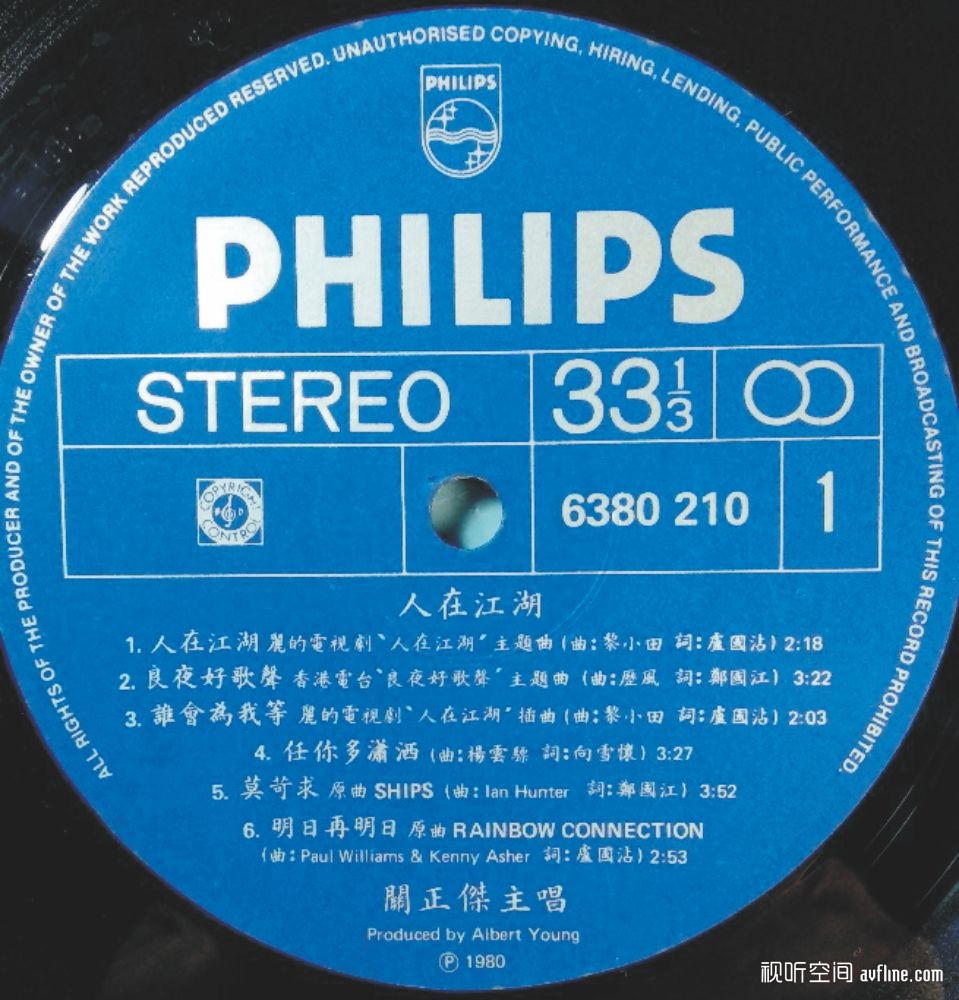 ALL RIGHTS OF THE PRODUCER AND OF THE OWNER OF THE WORK REPRODUCED RESERVED. UNAUTHORISED COPYING, HIRING, LENDING, PUBLIC PERFORMANCE AND BROADCASTING OF THIS RECORD PROHIBITED.
PHILIPS
PHILIPS
STEREO 33 1/3
COPYRIGHT CONTROL
6380 210 1
人在江湖
1. 人在江湖 麗的電視劇‵人在江湖′主題曲 (曲:黎小田 詞:盧國沾) 2:18
2. 良夜好歌聲 香港電台‵良夜好歌聲′主題曲 (曲:歷風 詞:鄭國江) 3:22
3. 誰會為我等 麗的電視劇‵人在江湖′插曲 (曲:黎小田 詞:盧國沾) 2:03
4. 任你多瀟洒 (曲:楊雲驃 詞:向雪懷) 3:27
5. 莫苛求 原曲 SHIPS (曲: Ian Hunter 詞:鄭國江) 3:52
6. 明日再明日 原曲 RAINBOW CONNECTION
(曲: Paul Williams & Kenny Asher 詞:盧國沾) 2:53
關正傑主唱
Produced by Albert Young
Ⓟ 1980
视听空间 avfline.com